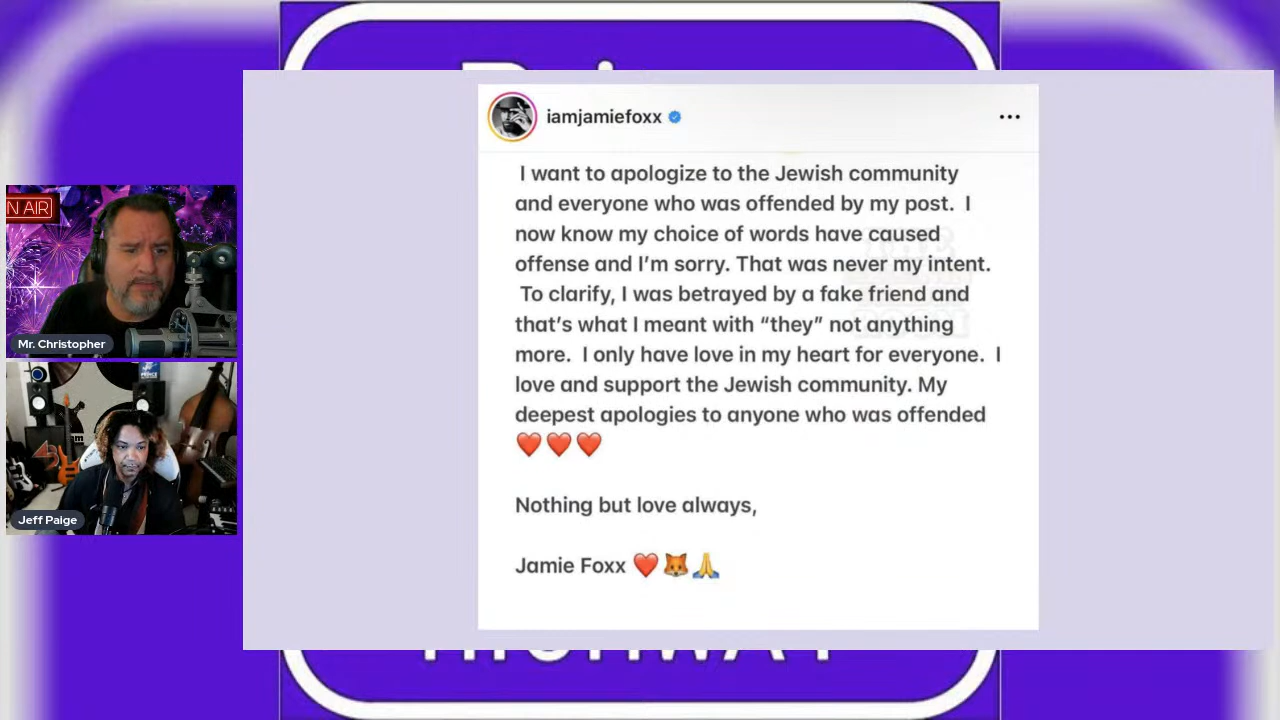 iamjamiefoxx
I want to apologize to the Jewish community
and everyone who was offended by my post.  I
now know my choice of words have caused
offense and I’m sorry. That was never my intent.
To clarify, I was betrayed by a fake friend and
that’s what I meant with “they” not anything
more.  I only have love in my heart for everyone.  I
love and support the Jewish community. My
deepest apologies to anyone who was offended
❤️❤️❤️
Nothing but love always,
Jamie Foxx ❤️🦊🙏
N AIR
Mr. Christopher
Jeff Paige